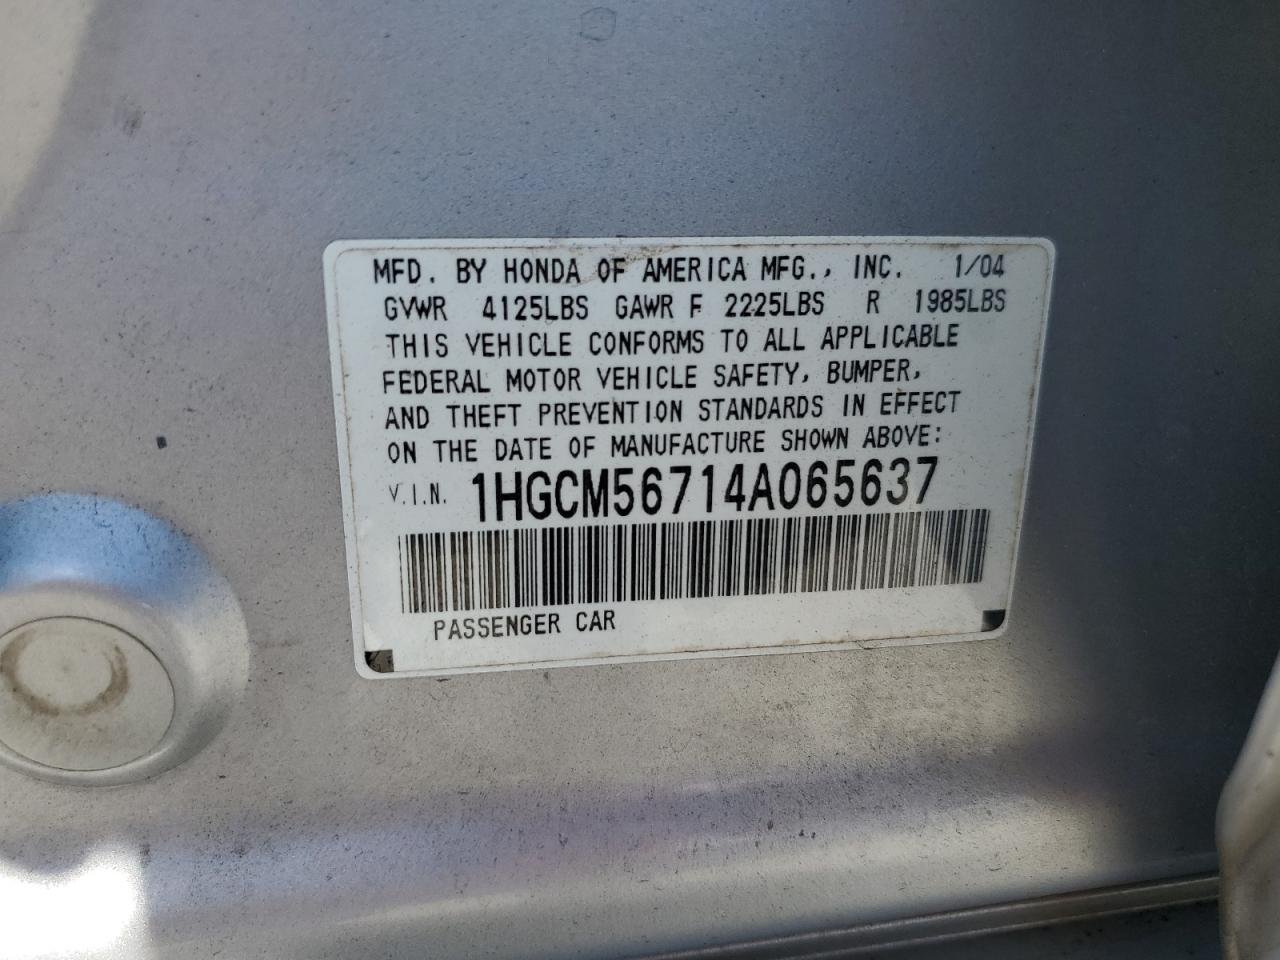 MFD. BY HONDA OF AMERICA MFG., INC. 1/04
GVWR 4125LBS GAWR F 2225LBS R 1985LBS
THIS VEHICLE CONFORMS TO ALL APPLICABLE
FEDERAL MOTOR VEHICLE SAFETY, BUMPER,
AND THEFT PREVENTION STANDARDS IN EFFECT
ON THE DATE OF MANUFACTURE SHOWN ABOVE:
V.I.N. 1HGCM56714A065637
PASSENGER CAR